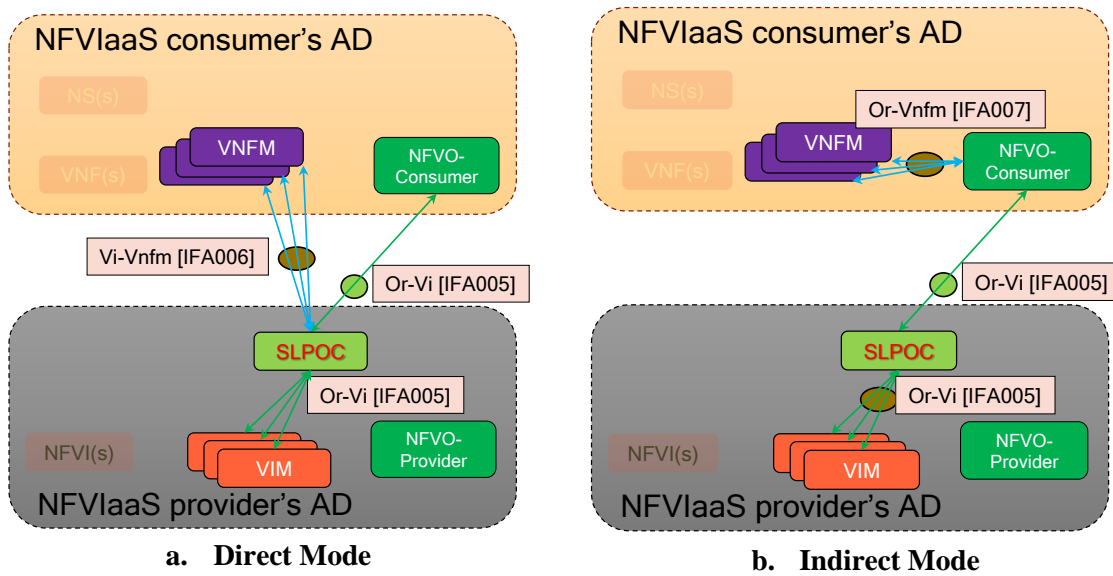 NFVIaaS consumer's AD
NS(s)
VNFM
NFVO-
Consumer
VNF(s)
Vi-Vnfm [IFA006]
Or-Vi [IFA005]
SLPOC
Or-Vi [IFA005]
NFVI(s)
NFVO-
Provider
VIM
NFVIaaS provider's AD
a. Direct Mode
NFVIaaS consumer's AD
NS(s)
Or-Vnfm [IFA007]
VNFM
NFVO-
Consumer
VNF(s)
Or-Vi [IFA005]
SLPOC
Or-Vi [IFA005]
NFVI(s)
NFVO-
Provider
VIM
NFVIaaS provider's AD
b. Indirect Mode